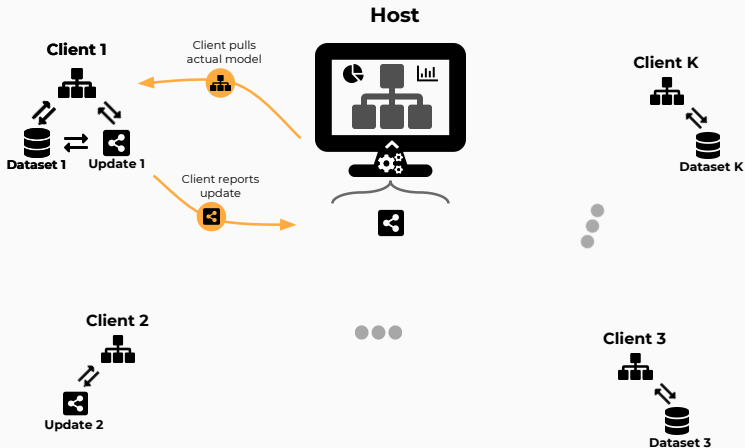 Host
Client 1
Client pulls
actual model
Dataset 1
Update 1
Client reports
update
Client K
Dataset K
Client 2
Update 2
Client 3
Dataset 3